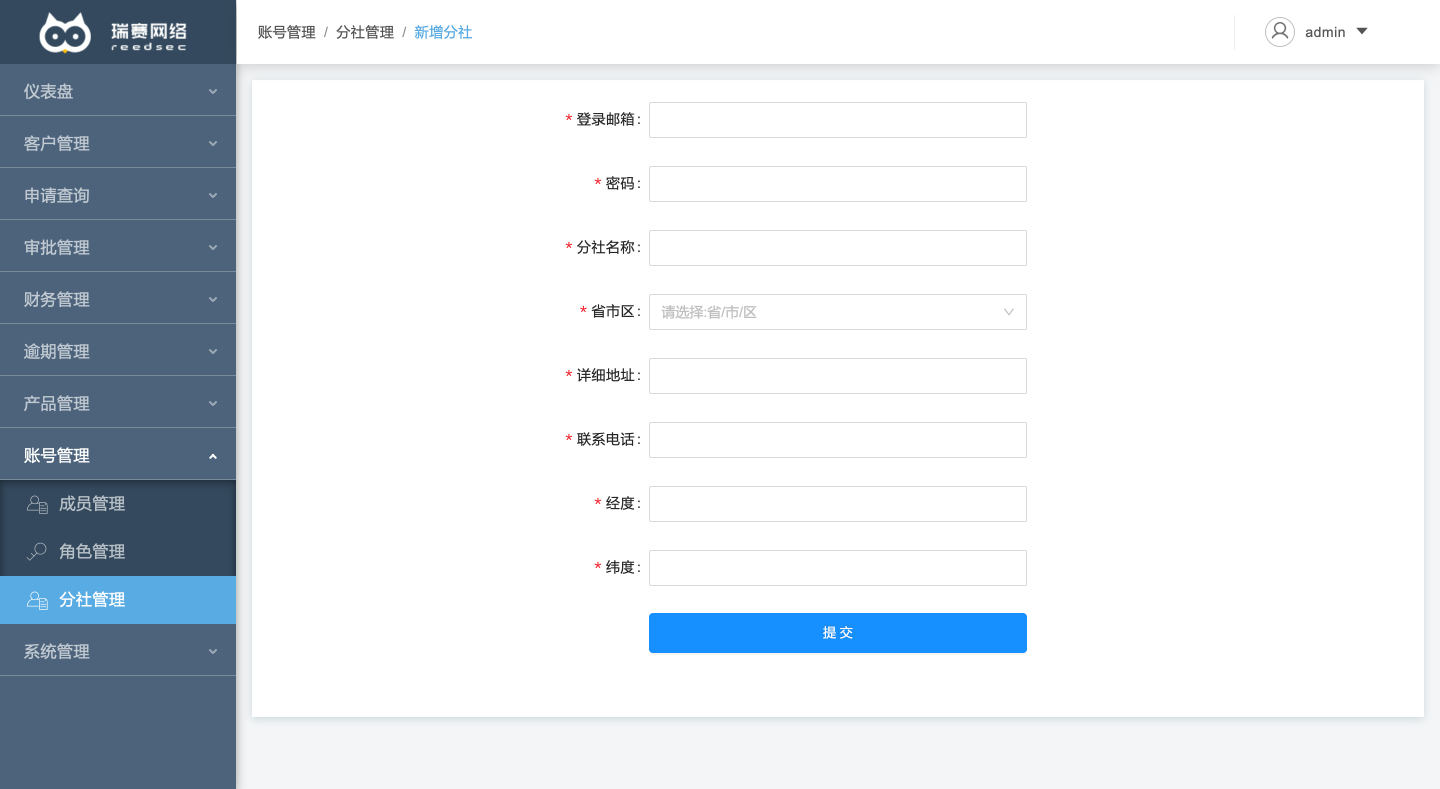 瑞赛网络
reedsec
账号管理 / 分社管理 / 新增分社
admin
仪表盘
客户管理
申请查询
审批管理
财务管理
逾期管理
产品管理
账号管理
成员管理
角色管理
分社管理
系统管理
* 登录邮箱:
* 密码:
* 分社名称:
* 省市区: 请选择:省/市/区
* 详细地址:
* 联系电话:
* 经度:
* 纬度:
提 交